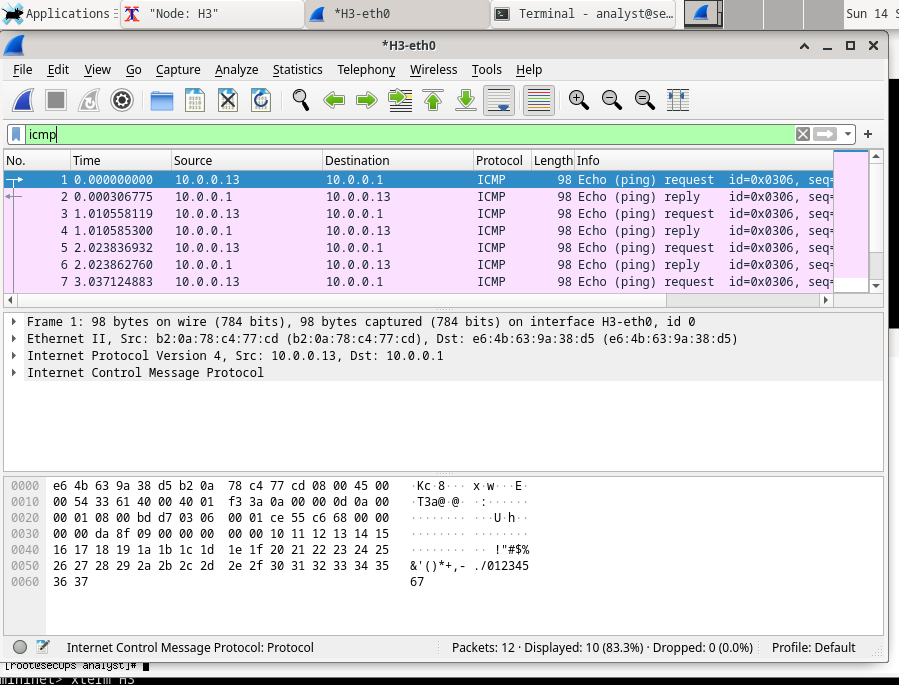 Applications "Node: H3" *H3-eth0 Terminal - analyst@se... Sun 14 S
*H3-eth0
File Edit View Go Capture Analyze Statistics Telephony Wireless Tools Help
icmp
No. Time Source Destination Protocol Length Info
1 0.000000000 10.0.0.13 10.0.0.1 ICMP 98 Echo (ping) request id=0x0306, seq=
2 0.000306775 10.0.0.1 10.0.0.13 ICMP 98 Echo (ping) reply id=0x0306, seq=
3 1.010558119 10.0.0.13 10.0.0.1 ICMP 98 Echo (ping) request id=0x0306, seq=
4 1.010585300 10.0.0.1 10.0.0.13 ICMP 98 Echo (ping) reply id=0x0306, seq=
5 2.023836932 10.0.0.13 10.0.0.1 ICMP 98 Echo (ping) request id=0x0306, seq=
6 2.023862760 10.0.0.1 10.0.0.13 ICMP 98 Echo (ping) reply id=0x0306, seq=
7 3.037124883 10.0.0.13 10.0.0.1 ICMP 98 Echo (ping) request id=0x0306, seq=
Frame 1: 98 bytes on wire (784 bits), 98 bytes captured (784 bits) on interface H3-eth0, id 0
Ethernet II, Src: b2:0a:78:c4:77:cd (b2:0a:78:c4:77:cd), Dst: e6:4b:63:9a:38:d5 (e6:4b:63:9a:38:d5)
Internet Protocol Version 4, Src: 10.0.0.13, Dst: 10.0.0.1
Internet Control Message Protocol
0000 e6 4b 63 9a 38 d5 b2 0a 78 c4 77 cd 08 00 45 00 ·Kc·8··· x·w···E·
0010 00 54 33 61 40 00 40 01 f3 3a 0a 00 00 0d 0a 00 ·T3a@·@· ·:······
0020 00 01 08 00 bd d7 03 06 00 01 ce 55 c6 68 00 00 ········ ···U·h··
0030 00 00 da 8f 09 00 00 00 00 00 10 11 12 13 14 15 ········ ········
0040 16 17 18 19 1a 1b 1c 1d 1e 1f 20 21 22 23 24 25 ········ ·· !"#$%
0050 26 27 28 29 2a 2b 2c 2d 2e 2f 30 31 32 33 34 35 &'()*+,- ./012345
0060 36 37 67
Internet Control Message Protocol: Protocol Packets: 12 · Displayed: 10 (83.3%) · Dropped: 0 (0.0%) Profile: Default
[root@secOps analyst]#
mininet> xterm H3